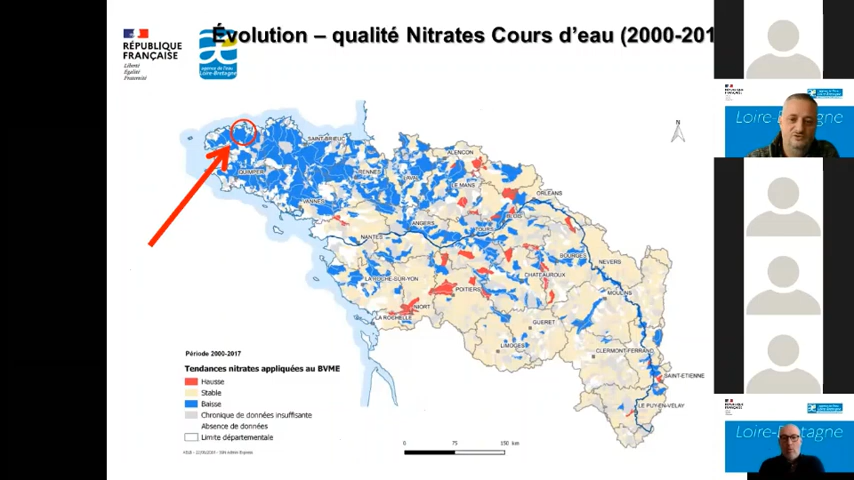 Évolution – qualité Nitrates Cours d'eau (2000-201
RÉPUBLIQUE
FRANÇAISE
Liberté
Égalité
Fraternité
agence de l'eau
Loire-Bretagne
N
SAINT-BRIEUC
QUIMPER
RENNES
VANNES
LAVAL
ALENCON
LE MANS
ORLEANS
BLOIS
ANGERS
TOURS
NANTES
BOURGES
NEVERS
LA ROCHE-SUR-YON
CHATEAUROUX
POITIERS
MOULINS
NIORT
LA ROCHELLE
GUERET
LIMOGES
CLERMONT-FERRAND
SAINT-ETIENNE
LE PUY-EN-VELAY
Période 2000-2017
Tendances nitrates appliquées au BVME
Hausse
Stable
Baisse
Chronique de données insuffisante
Absence de données
Limite départementale
0 75 150 km
Loire-Bretagne
Loire-Bretagne